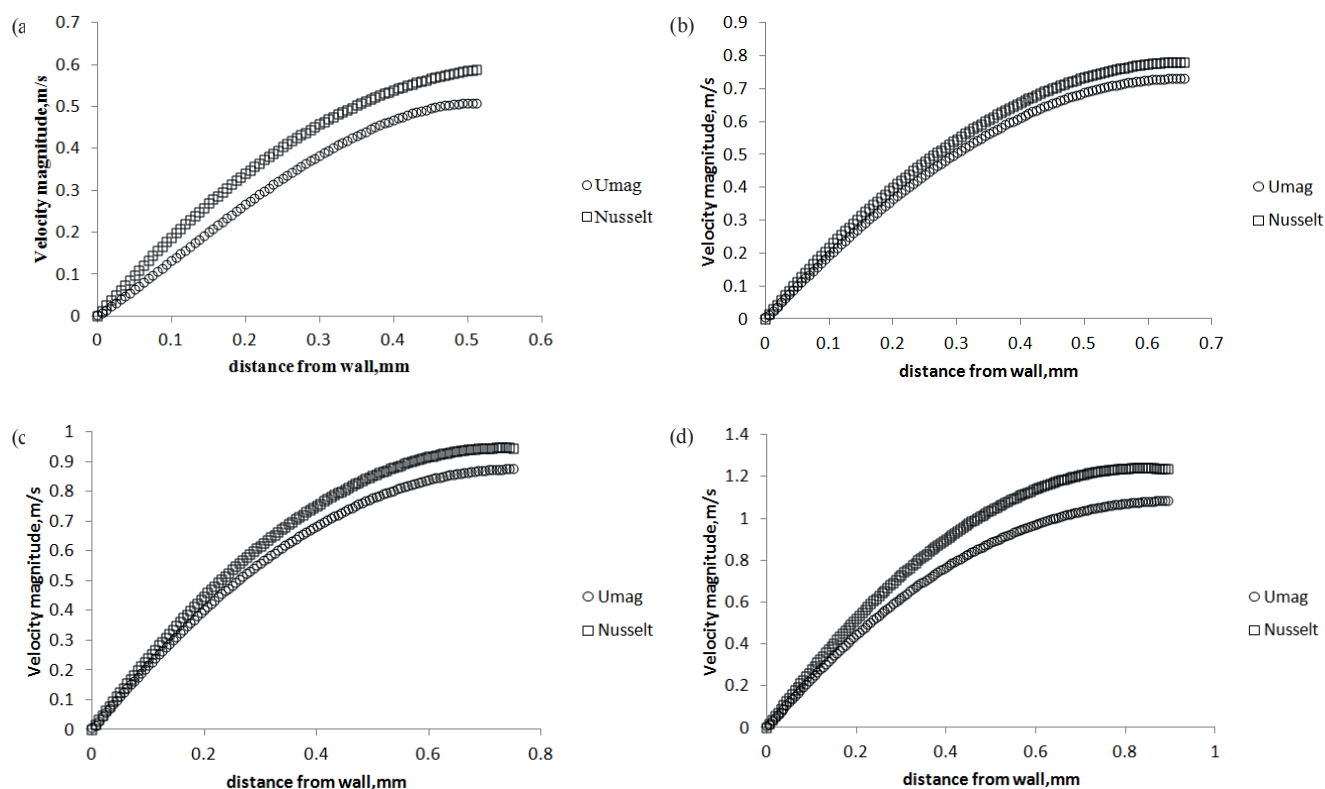 (a
0.7
0.6
0.5
0.4
0.3
0.2
0.1
0
Velocity magnitude,m/s
0 0.1 0.2 0.3 0.4 0.5 0.6
distance from wall,mm
Umag
Nusselt
(b)
0.9
0.8
0.7
0.6
0.5
0.4
0.3
0.2
0.1
0
Velocity magnitude,m/s
0 0.1 0.2 0.3 0.4 0.5 0.6 0.7
distance from wall,mm
Umag
Nusselt
(c
1
0.9
0.8
0.7
0.6
0.5
0.4
0.3
0.2
0.1
0
Velocity magnitude,m/s
0 0.2 0.4 0.6 0.8
distance from wall,mm
Umag
Nusselt
(d)
1.4
1.2
1
0.8
0.6
0.4
0.2
0
Velocity magnitude,m/s
0 0.2 0.4 0.6 0.8 1
distance from wall,mm
Umag
Nusselt